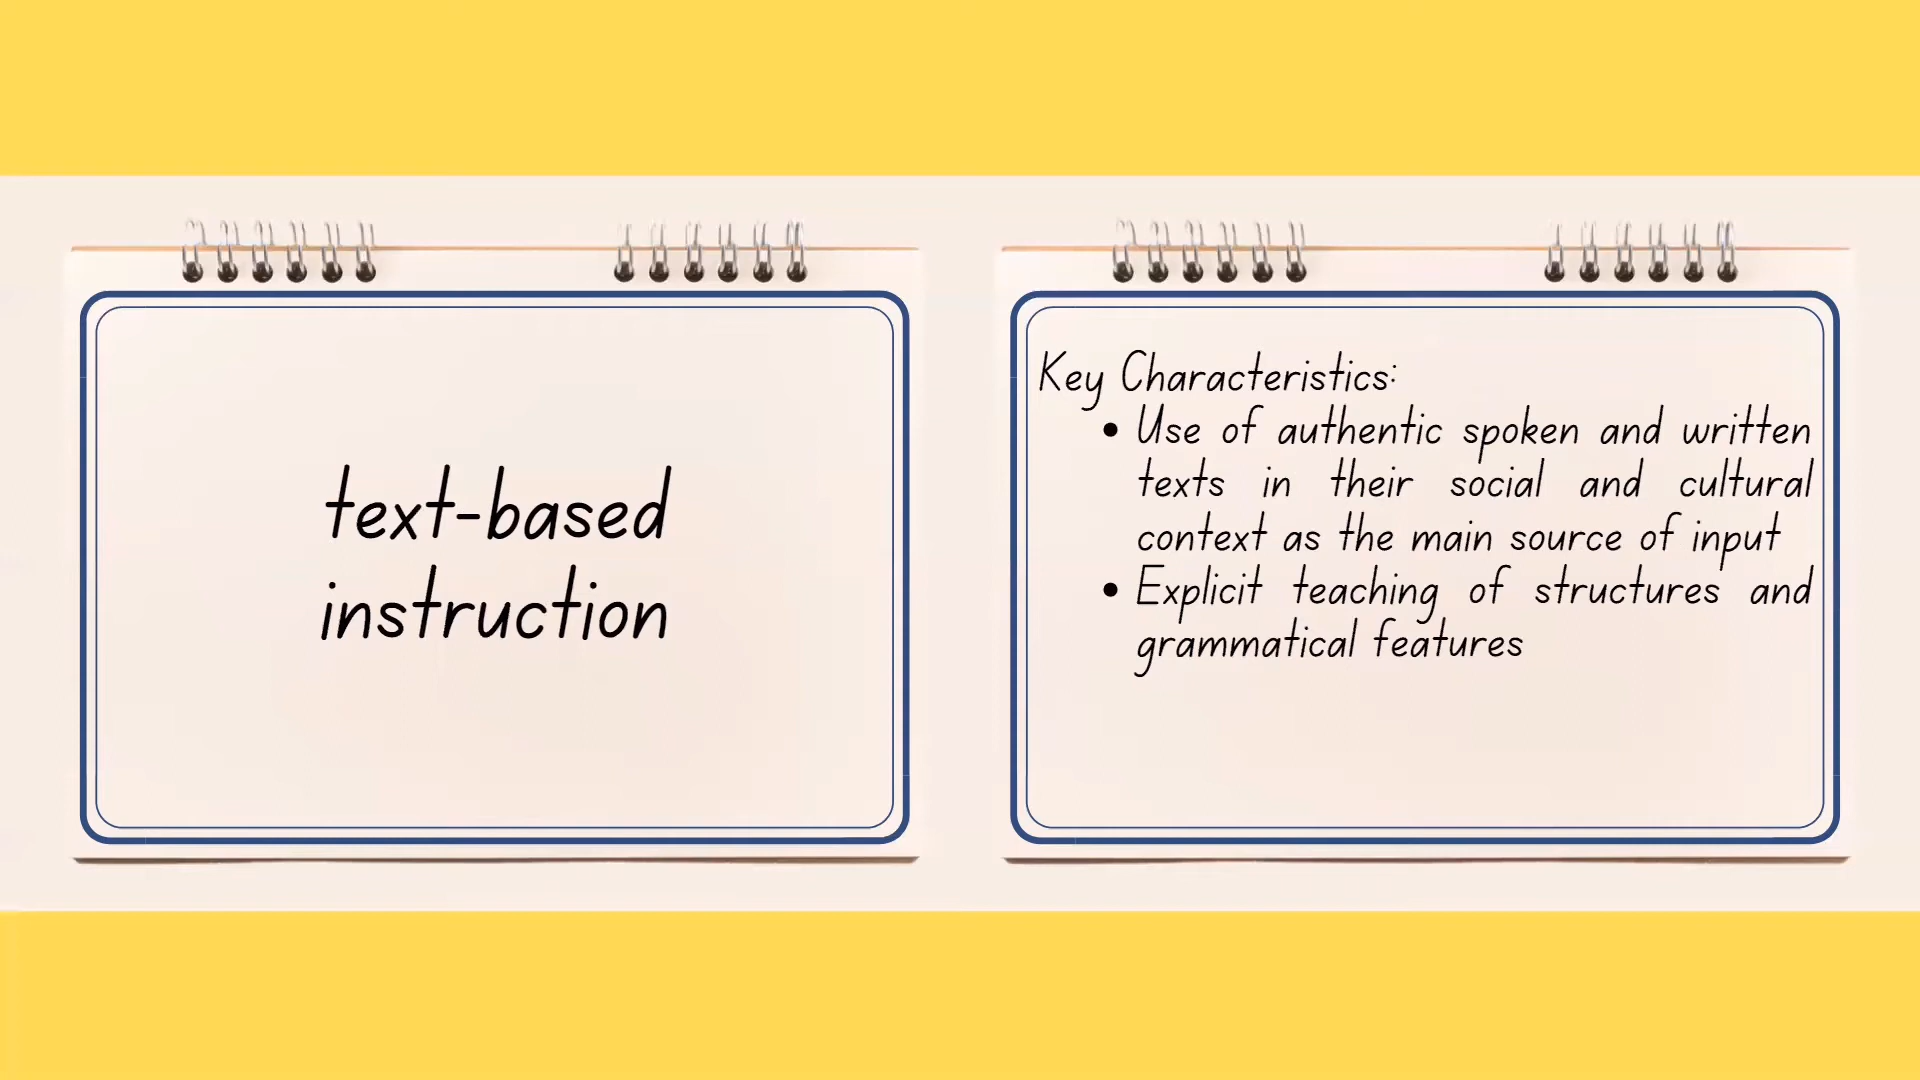 text-based
instruction
Key Characteristics:
• Use of authentic spoken and written
texts in their social and cultural
context as the main source of input
• Explicit teaching of structures and
grammatical features